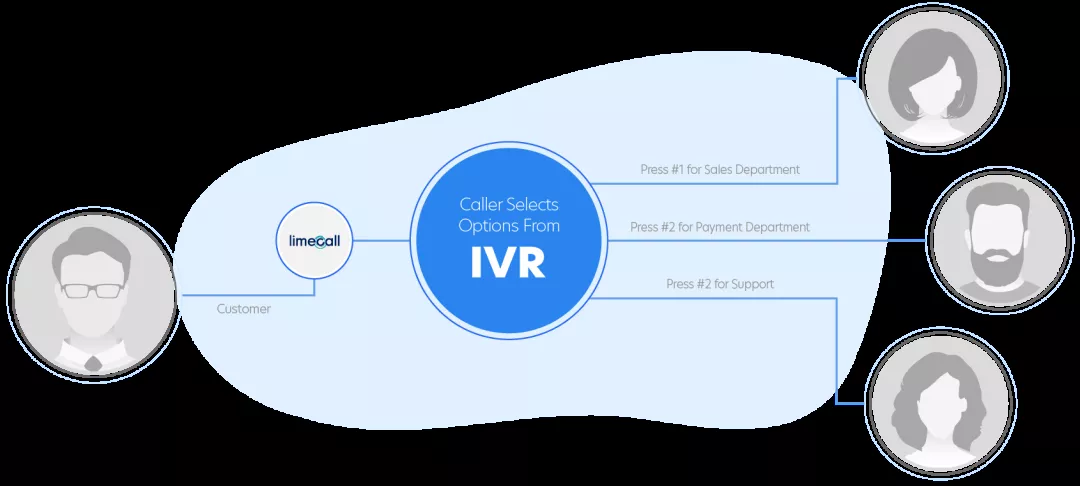 Customer
limecall
Caller Selects
Options From
IVR
Press #1 for Sales Department
Press #2 for Payment Department
Press #2 for Support